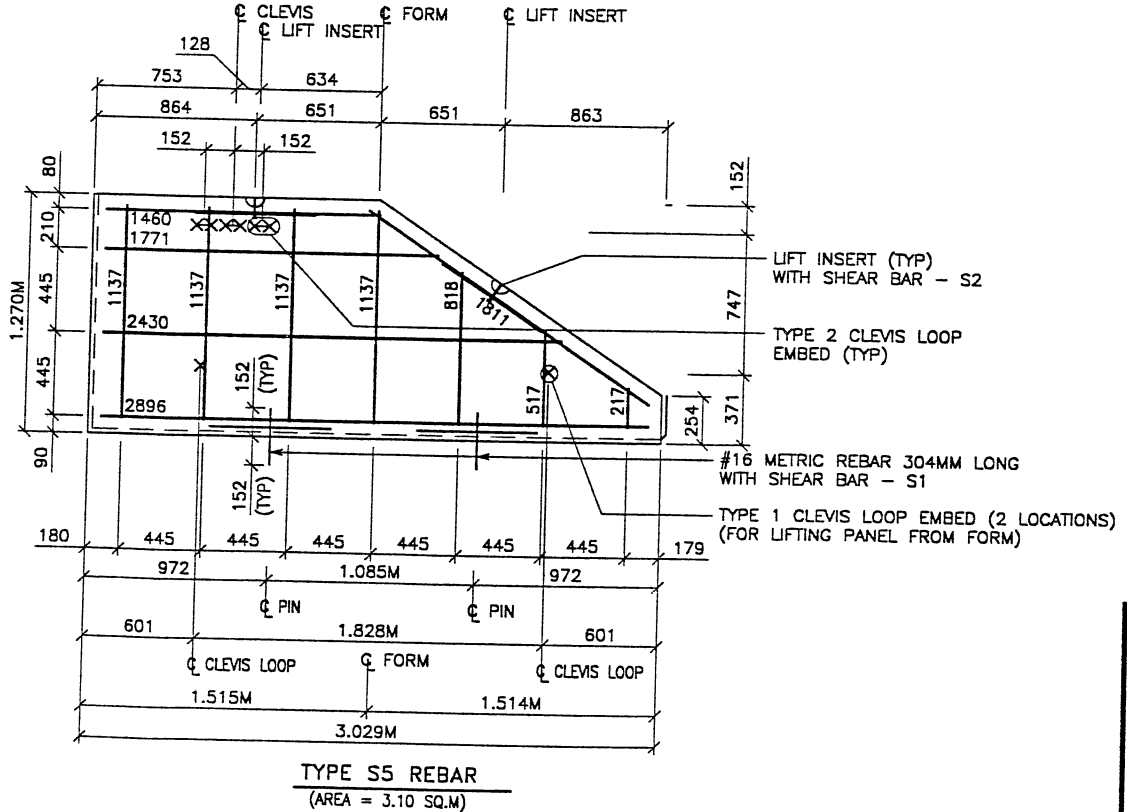 ℄ CLEVIS
℄ FORM
℄ LIFT INSERT
℄ LIFT INSERT
128
753
634
864
651
651
863
152
152
80
210
445
445
90
1.270M
152
747
371
254
1460
1771
2430
2896
1137
1137
1137
1137
818
517
217
1811
152
(TYP)
152
(TYP)
LIFT INSERT (TYP)
WITH SHEAR BAR – S2
TYPE 2 CLEVIS LOOP
EMBED (TYP)
#16 METRIC REBAR 304MM LONG
WITH SHEAR BAR – S1
TYPE 1 CLEVIS LOOP EMBED (2 LOCATIONS)
(FOR LIFTING PANEL FROM FORM)
180
445
445
445
445
445
445
179
972
1.085M
972
℄ PIN
℄ PIN
601
1.828M
601
℄ CLEVIS LOOP
℄ FORM
℄ CLEVIS LOOP
1.515M
1.514M
3.029M
TYPE S5 REBAR
(AREA = 3.10 SQ.M)